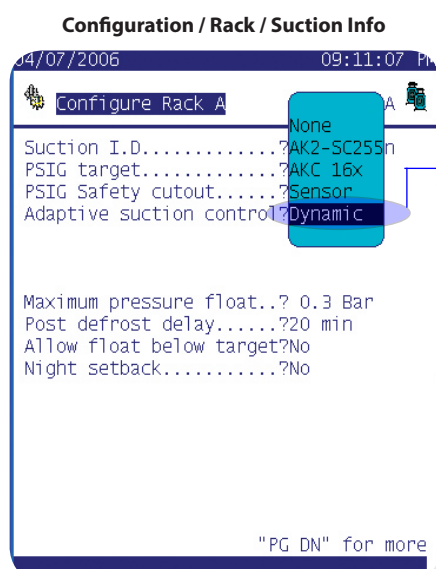 Configuration / Rack / Suction Info
04/07/2006 09:11:07 PM
Configure Rack A A
None
Suction I.D.............?AK2-SC255n
PSIG target.............?AKC 16x
PSIG Safety cutout......?Sensor
Adaptive suction control?Dynamic
Maximum pressure float..? 0.3 Bar
Post defrost delay......?20 min
Allow float below target?No
Night setback...........?No
"PG DN" for more